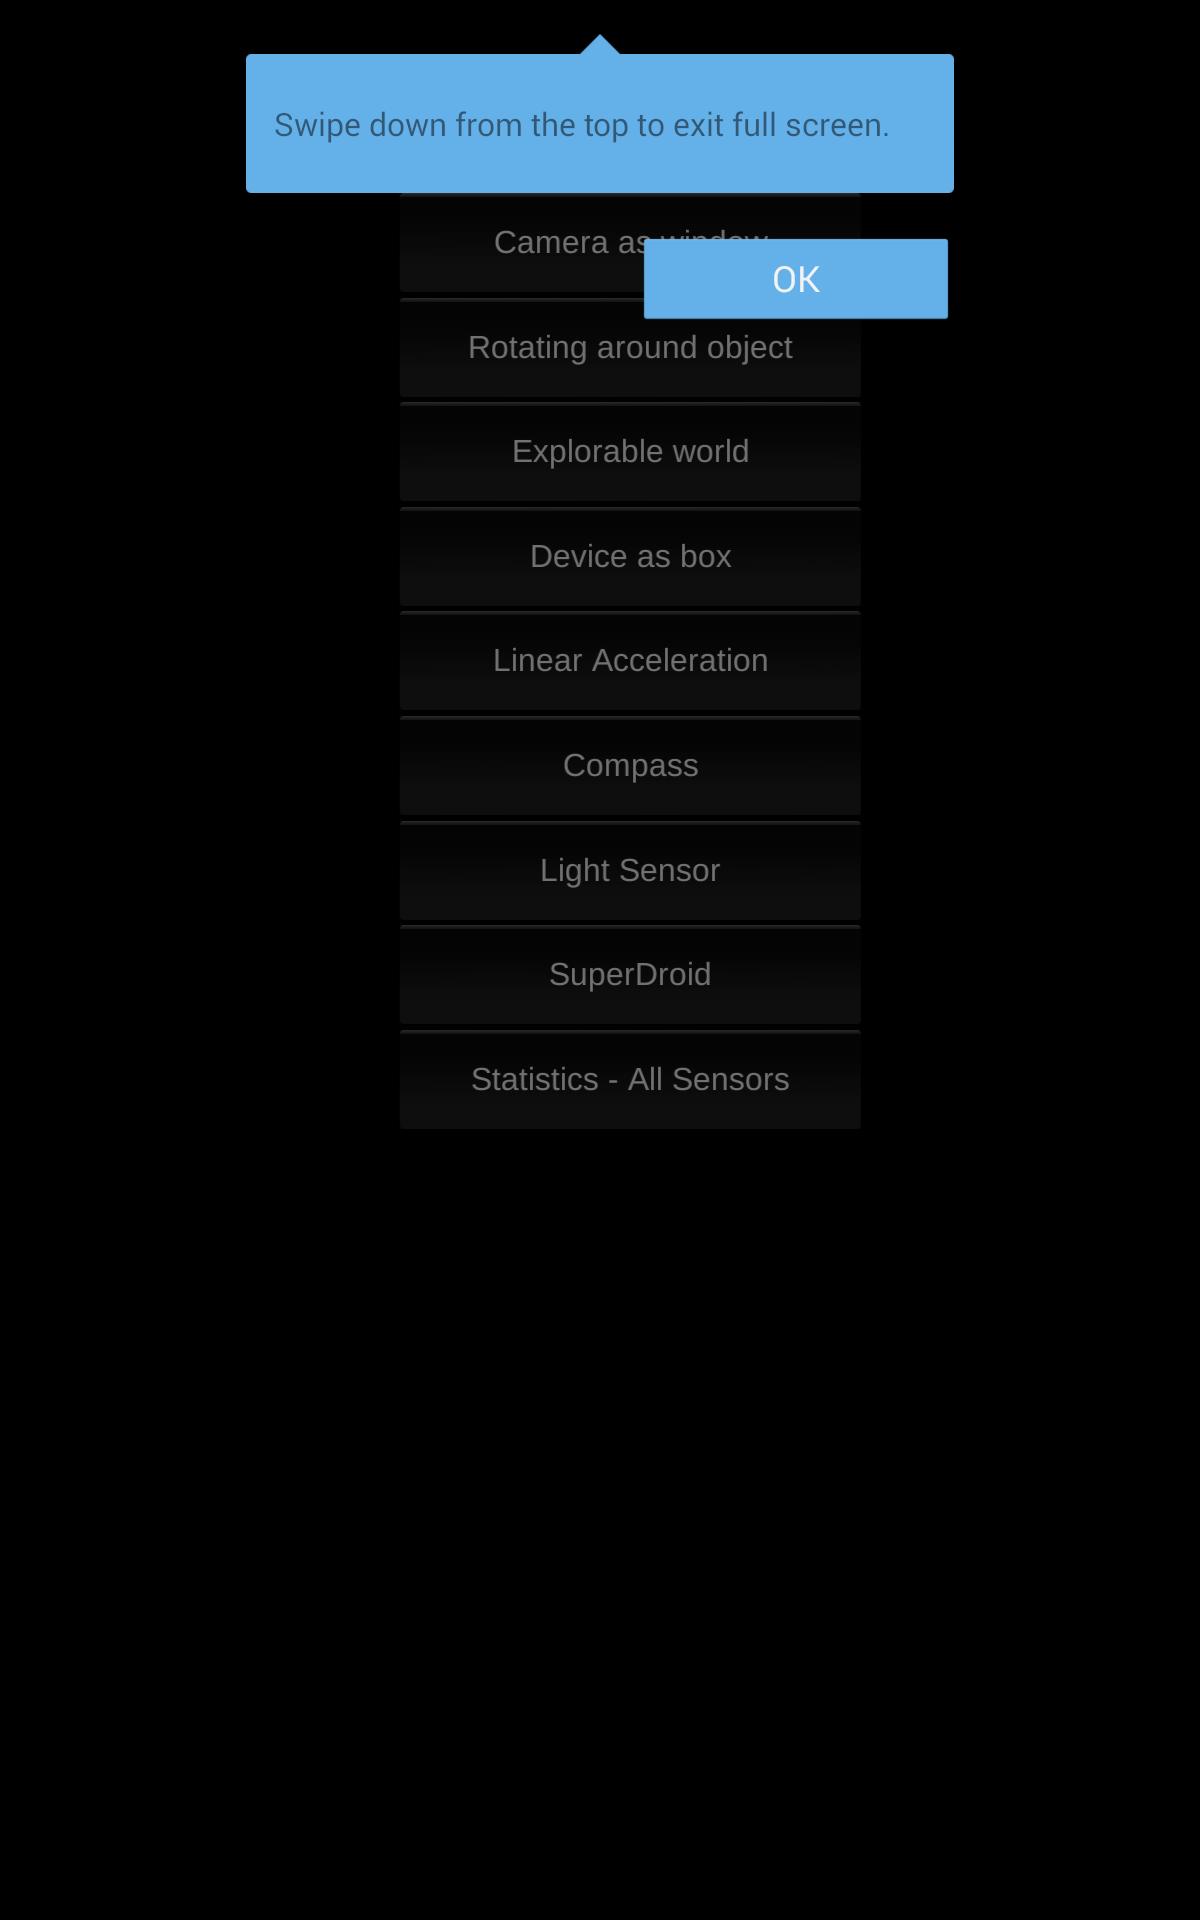 Swipe down from the top to exit full screen.
Camera as window
OK
Rotating around object
Explorable world
Device as box
Linear Acceleration
Compass
Light Sensor
SuperDroid
Statistics - All Sensors